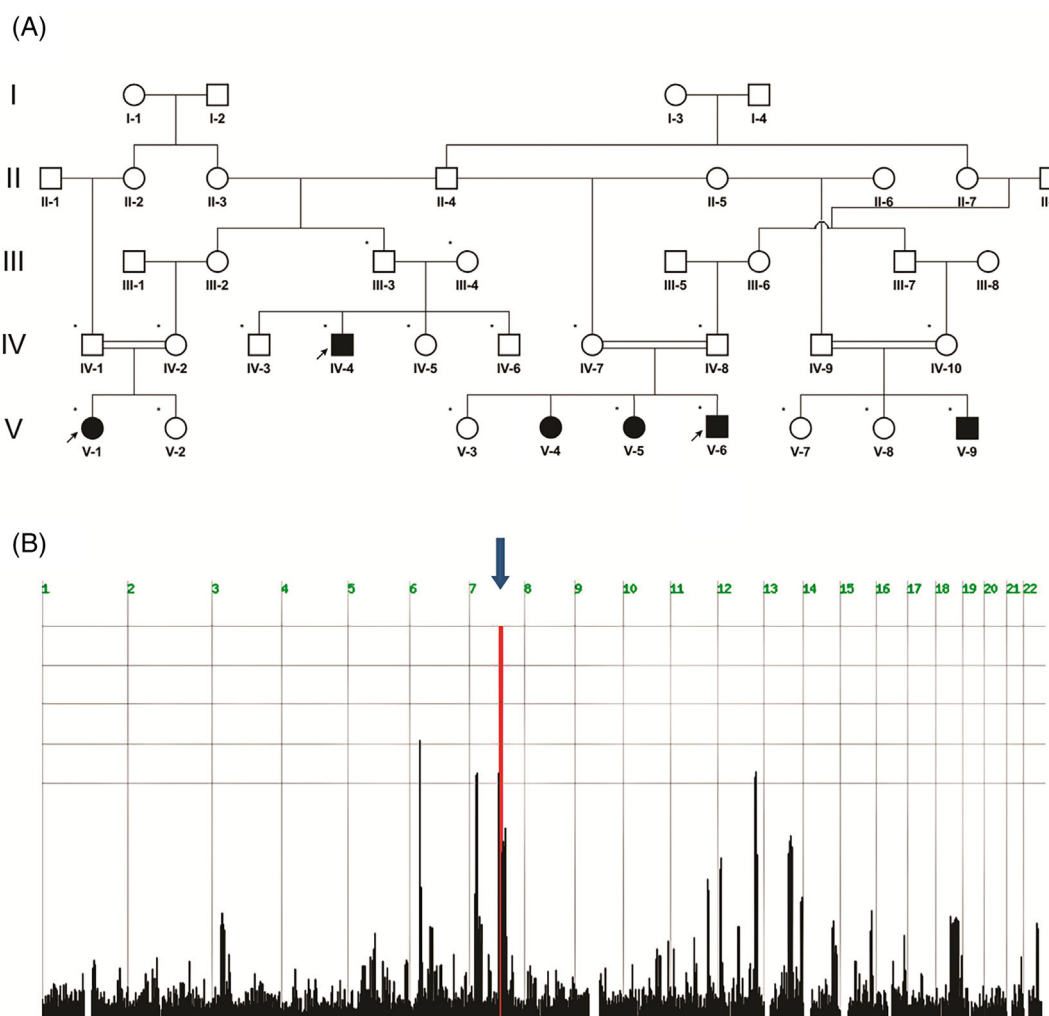 (A)
I
I-1 I-2 I-3 I-4
II
II-1 II-2 II-3 II-4 II-5 II-6 II-7
III
* *
III-1 III-2 III-3 III-4 III-5 III-6 III-7 III-8
IV
* * * * * * * * *
IV-1 IV-2 IV-3 IV-4 IV-5 IV-6 IV-7 IV-8 IV-9 IV-10
V
* * * * * * * *
V-1 V-2 V-3 V-4 V-5 V-6 V-7 V-8 V-9
(B)
1 2 3 4 5 6 7 8 9 10 11 12 13 14 15 16 17 18 19 20 21 22